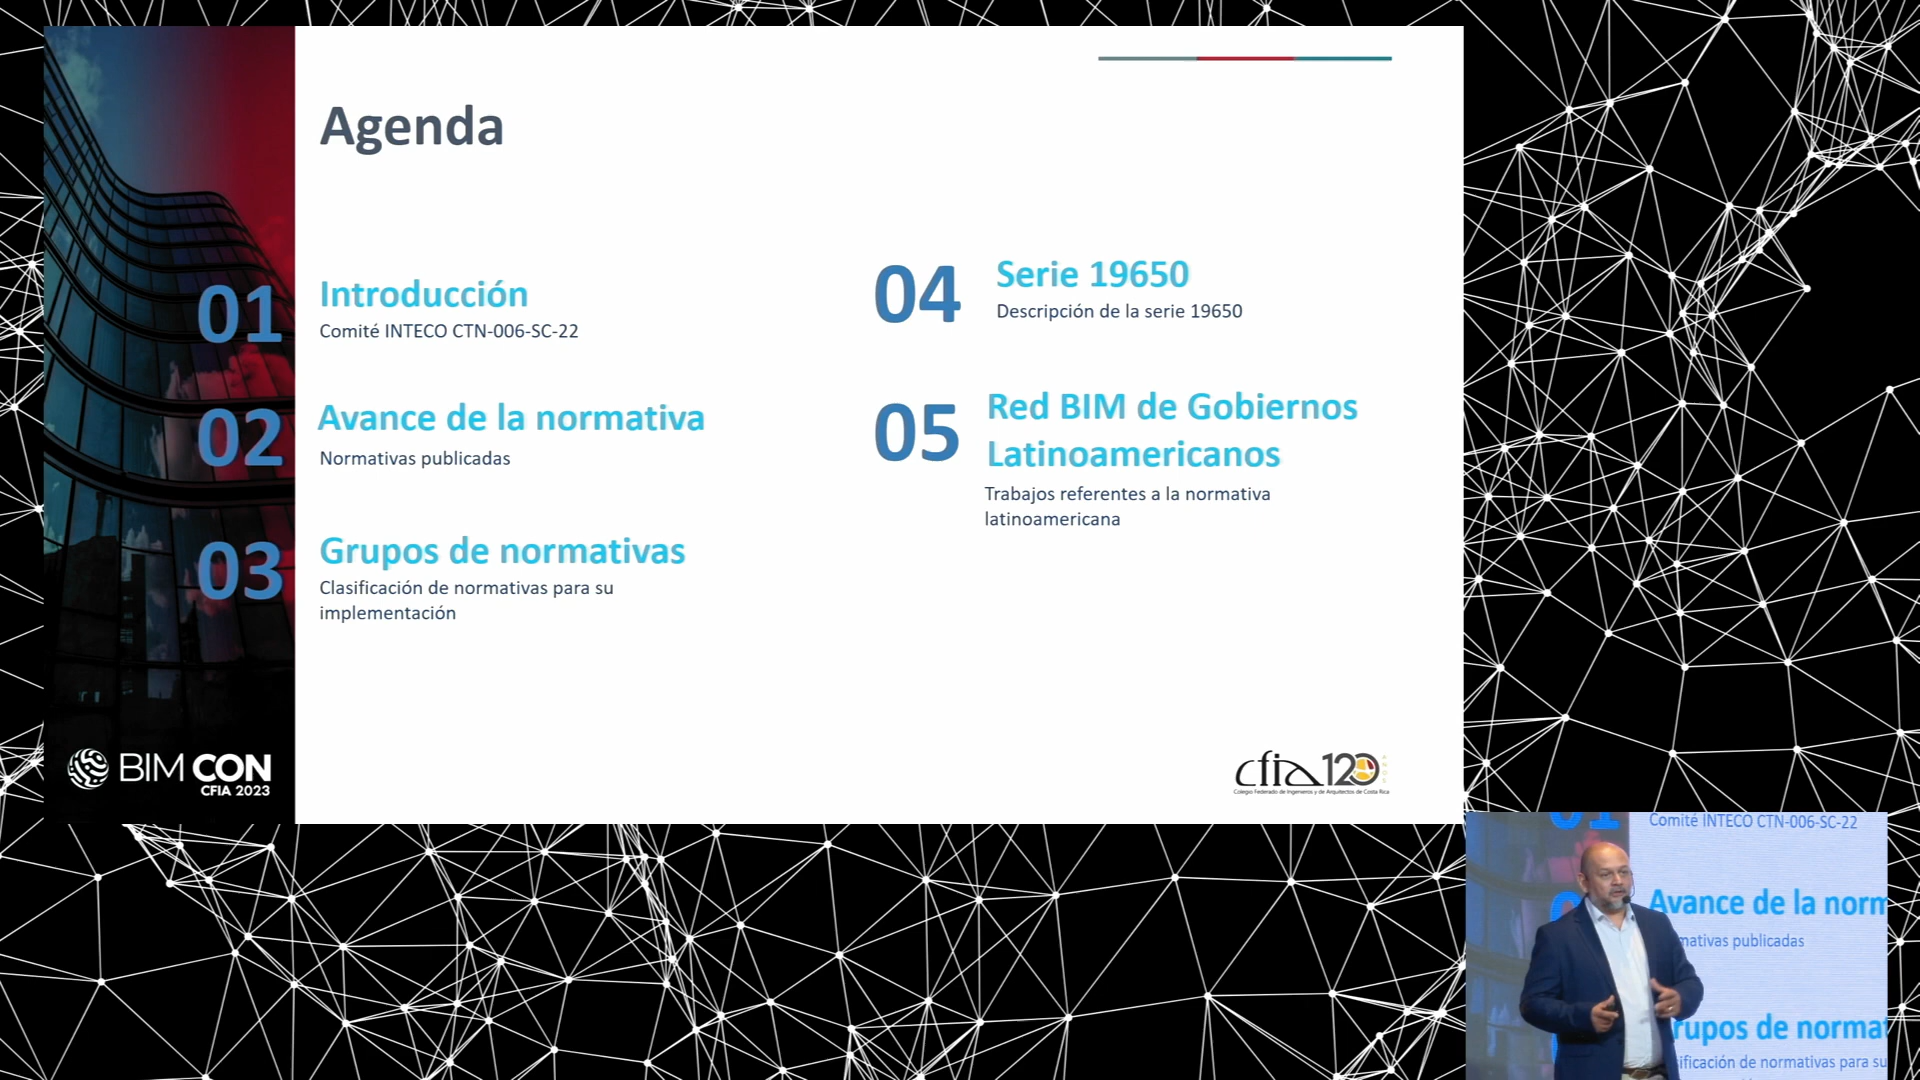 Agenda
01
Introducción
Comité INTECO CTN-006-SC-22
02
Avance de la normativa
Normativas publicadas
03
Grupos de normativas
Clasificación de normativas para su
implementación
04
Serie 19650
Descripción de la serie 19650
05
Red BIM de Gobiernos
Latinoamericanos
Trabajos referentes a la normativa
latinoamericana
BIM CON
CFIA 2023
cfia 120
Colegio Federado de Ingenieros y de Arquitectos de Costa Rica
Comité INTECO CTN-006-SC-22
Avance de la norm
mativas publicadas
rupos de normat
ificación de normativas para su